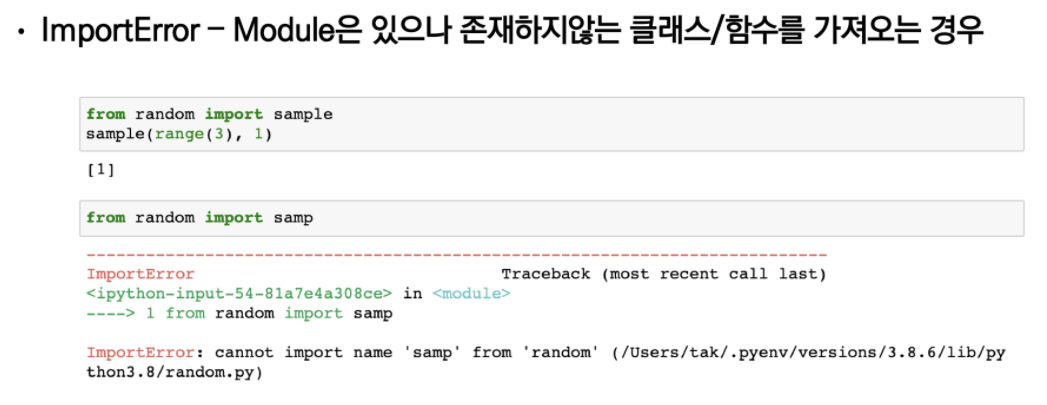 • ImportError – Module은 있으나 존재하지않는 클래스/함수를 가져오는 경우
from random import sample
sample(range(3), 1)
[1]
from random import samp
---------------------------------------------------------------------------
ImportError                               Traceback (most recent call last)
<ipython-input-54-81a7e4a308ce> in <module>
----> 1 from random import samp
ImportError: cannot import name 'samp' from 'random' (/Users/tak/.pyenv/versions/3.8.6/lib/py
thon3.8/random.py)